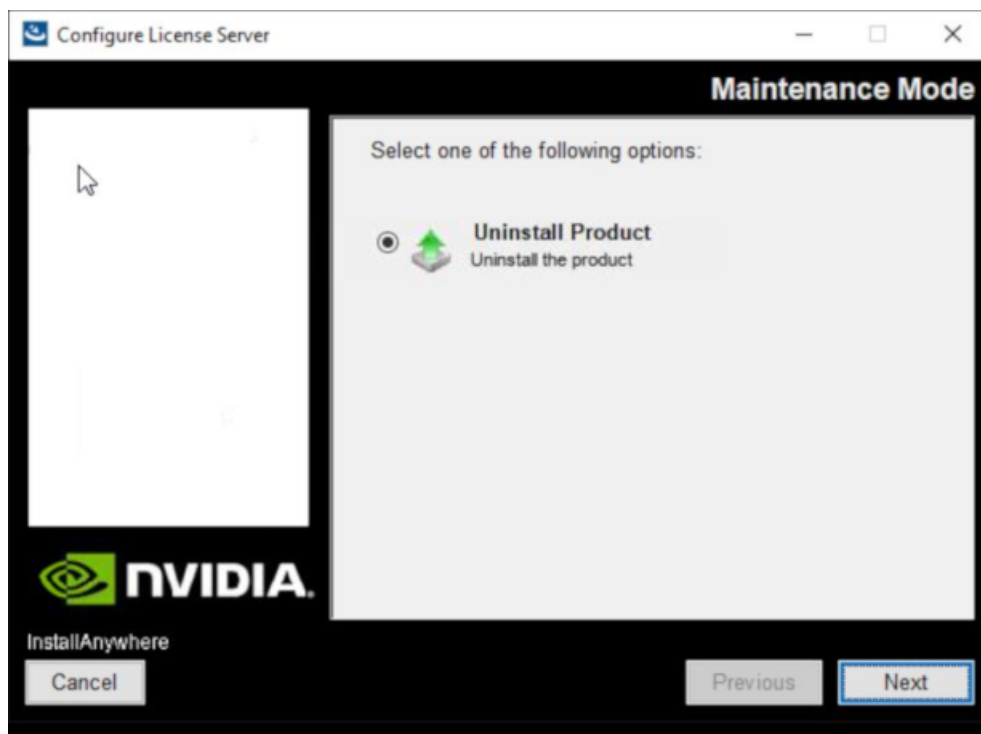 Configure License Server
Maintenance Mode
Select one of the following options:
Uninstall Product
Uninstall the product
NVIDIA.
InstallAnywhere
Cancel
Previous
Next